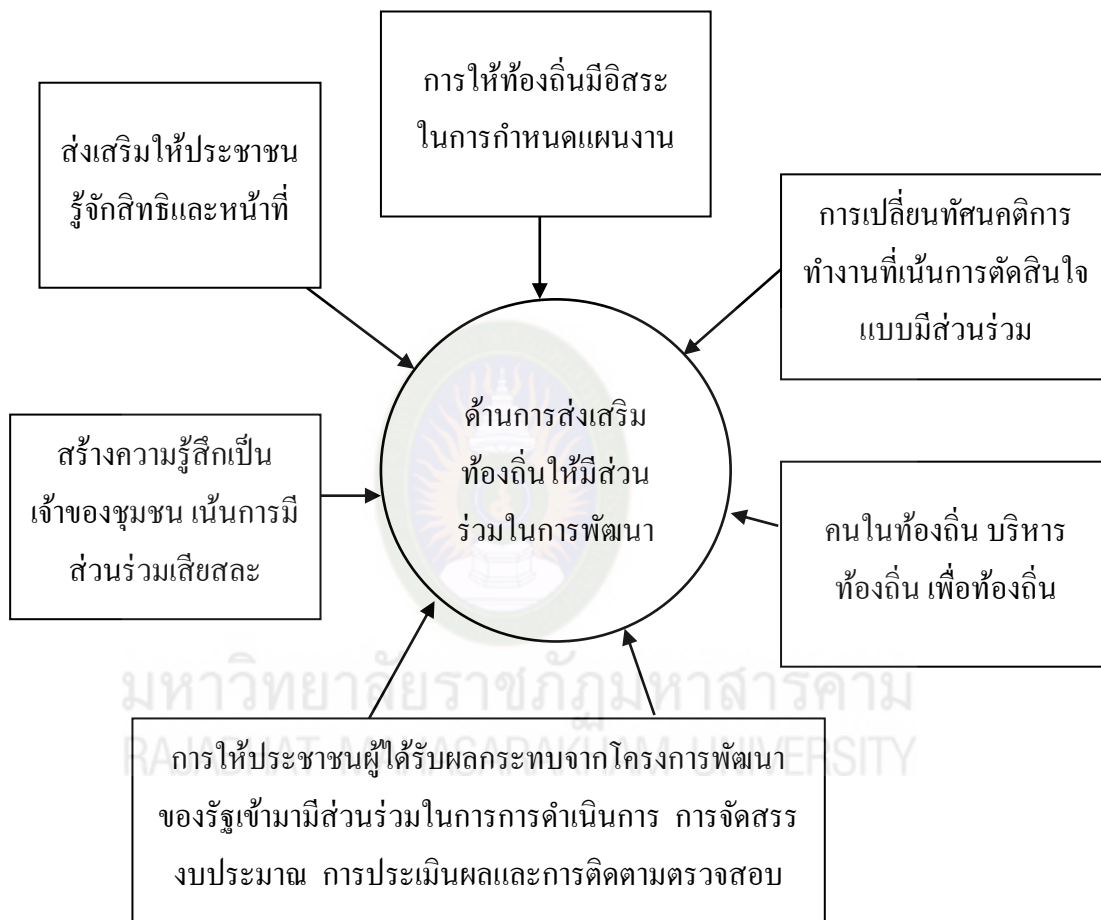 การให้ท้องถิ่นมีอิสระ
ในการกำหนดแผนงาน
ส่งเสริมให้ประชาชน
รู้จักสิทธิและหน้าที่
การเปลี่ยนทัศนคติการ
ทำงานที่เน้นการตัดสินใจ
แบบมีส่วนร่วม
ด้านการส่งเสริม
ท้องถิ่นให้มีส่วน
ร่วมในการพัฒนา
สร้างความรู้สึกเป็น
เจ้าของชุมชน เน้นการมี
ส่วนร่วมเสียสละ
คนในท้องถิ่น บริหาร
ท้องถิ่น เพื่อท้องถิ่น
มหาวิทยาลัยราชภัฏมหาสารคาม
RAJABHAT MAHASARAKHAM UNIVERSITY
การให้ประชาชนผู้ได้รับผลกระทบจากโครงการพัฒนา
ของรัฐเข้ามามีส่วนร่วมในการการดำเนินการ การจัดสรร
งบประมาณ การประเมินผลและการติดตามตรวจสอบ